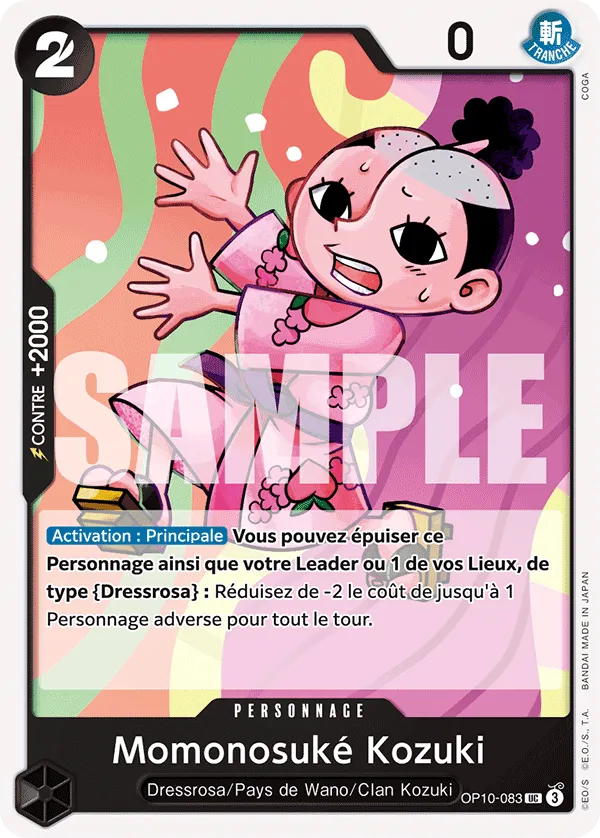 2
0
斬
TRANCHE
COGA
⚡CONTRE +2000
SAMPLE
Activation : Principale Vous pouvez épuiser ce
Personnage ainsi que votre Leader ou 1 de vos Lieux, de
type {Dressrosa} : Réduisez de -2 le coût de jusqu'à 1
Personnage adverse pour tout le tour.
PERSONNAGE
Momonosuké Kozuki
Dressrosa/Pays de Wano/Clan Kozuki
OP10-083 UC 3
©EO/S ©E.O./S., T.A. BANDAI MADE IN JAPAN